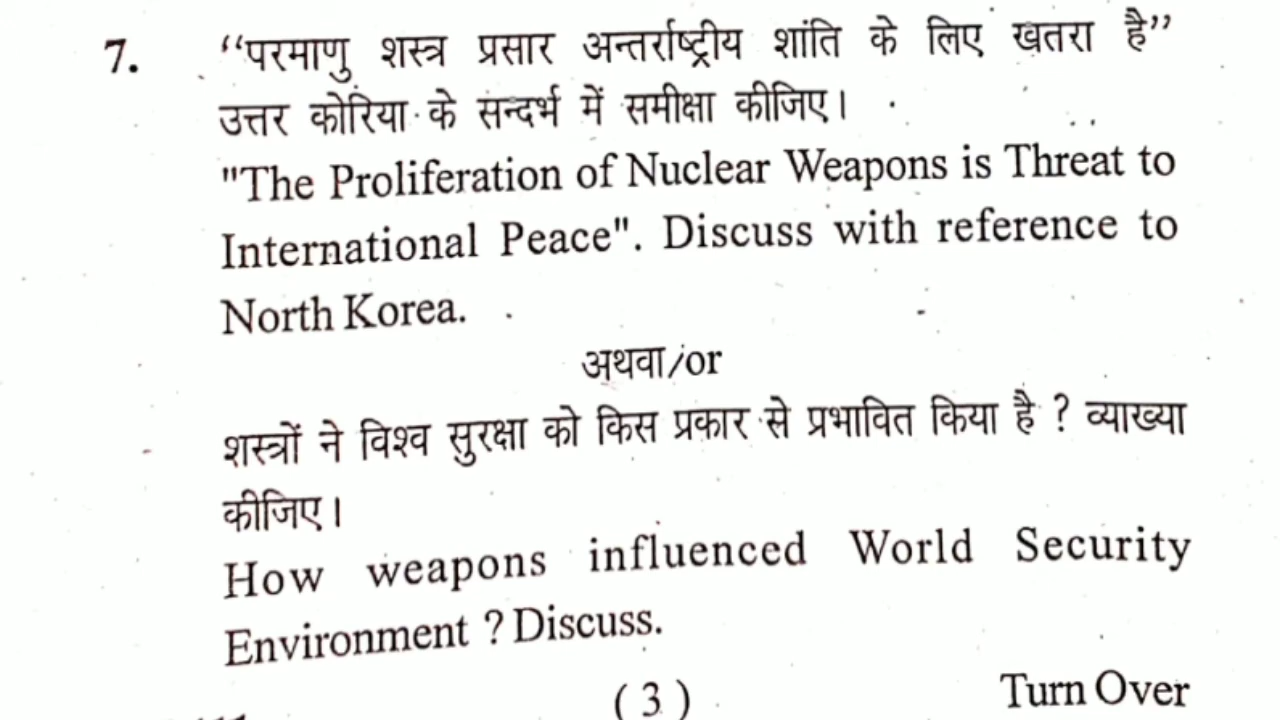 7. “परमाणु शस्त्र प्रसार अन्तर्राष्ट्रीय शांति के लिए खतरा है”
उत्तर कोरिया के सन्दर्भ में समीक्षा कीजिए।
"The Proliferation of Nuclear Weapons is Threat to
International Peace". Discuss with reference to
North Korea.
अथवा/or
शस्त्रों ने विश्व सुरक्षा को किस प्रकार से प्रभावित किया है ? व्याख्या
कीजिए।
How weapons influenced World Security
Environment ? Discuss.
( 3 ) Turn Over